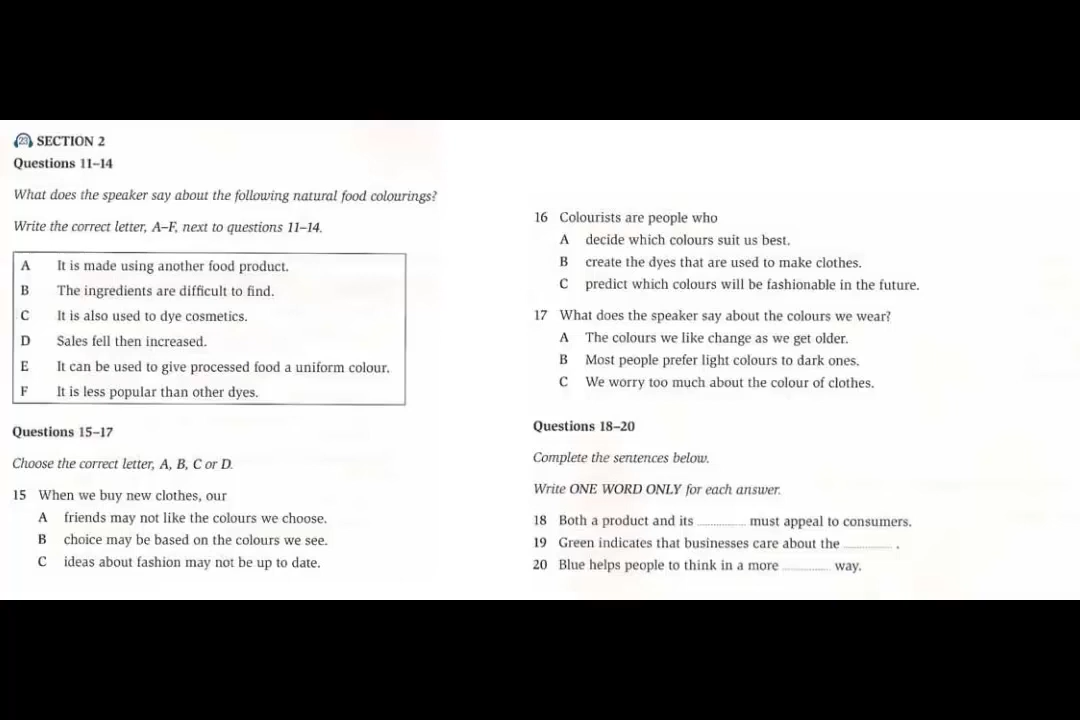 23 SECTION 2
Questions 11–14
What does the speaker say about the following natural food colourings?
Write the correct letter, A–F, next to questions 11–14.
A It is made using another food product.
B The ingredients are difficult to find.
C It is also used to dye cosmetics.
D Sales fell then increased.
E It can be used to give processed food a uniform colour.
F It is less popular than other dyes.
Questions 15–17
Choose the correct letter, A, B, C or D.
15 When we buy new clothes, our
A friends may not like the colours we choose.
B choice may be based on the colours we see.
C ideas about fashion may not be up to date.
16 Colourists are people who
A decide which colours suit us best.
B create the dyes that are used to make clothes.
C predict which colours will be fashionable in the future.
17 What does the speaker say about the colours we wear?
A The colours we like change as we get older.
B Most people prefer light colours to dark ones.
C We worry too much about the colour of clothes.
Questions 18–20
Complete the sentences below.
Write ONE WORD ONLY for each answer.
18 Both a product and its .............. must appeal to consumers.
19 Green indicates that businesses care about the .............. .
20 Blue helps people to think in a more .............. way.